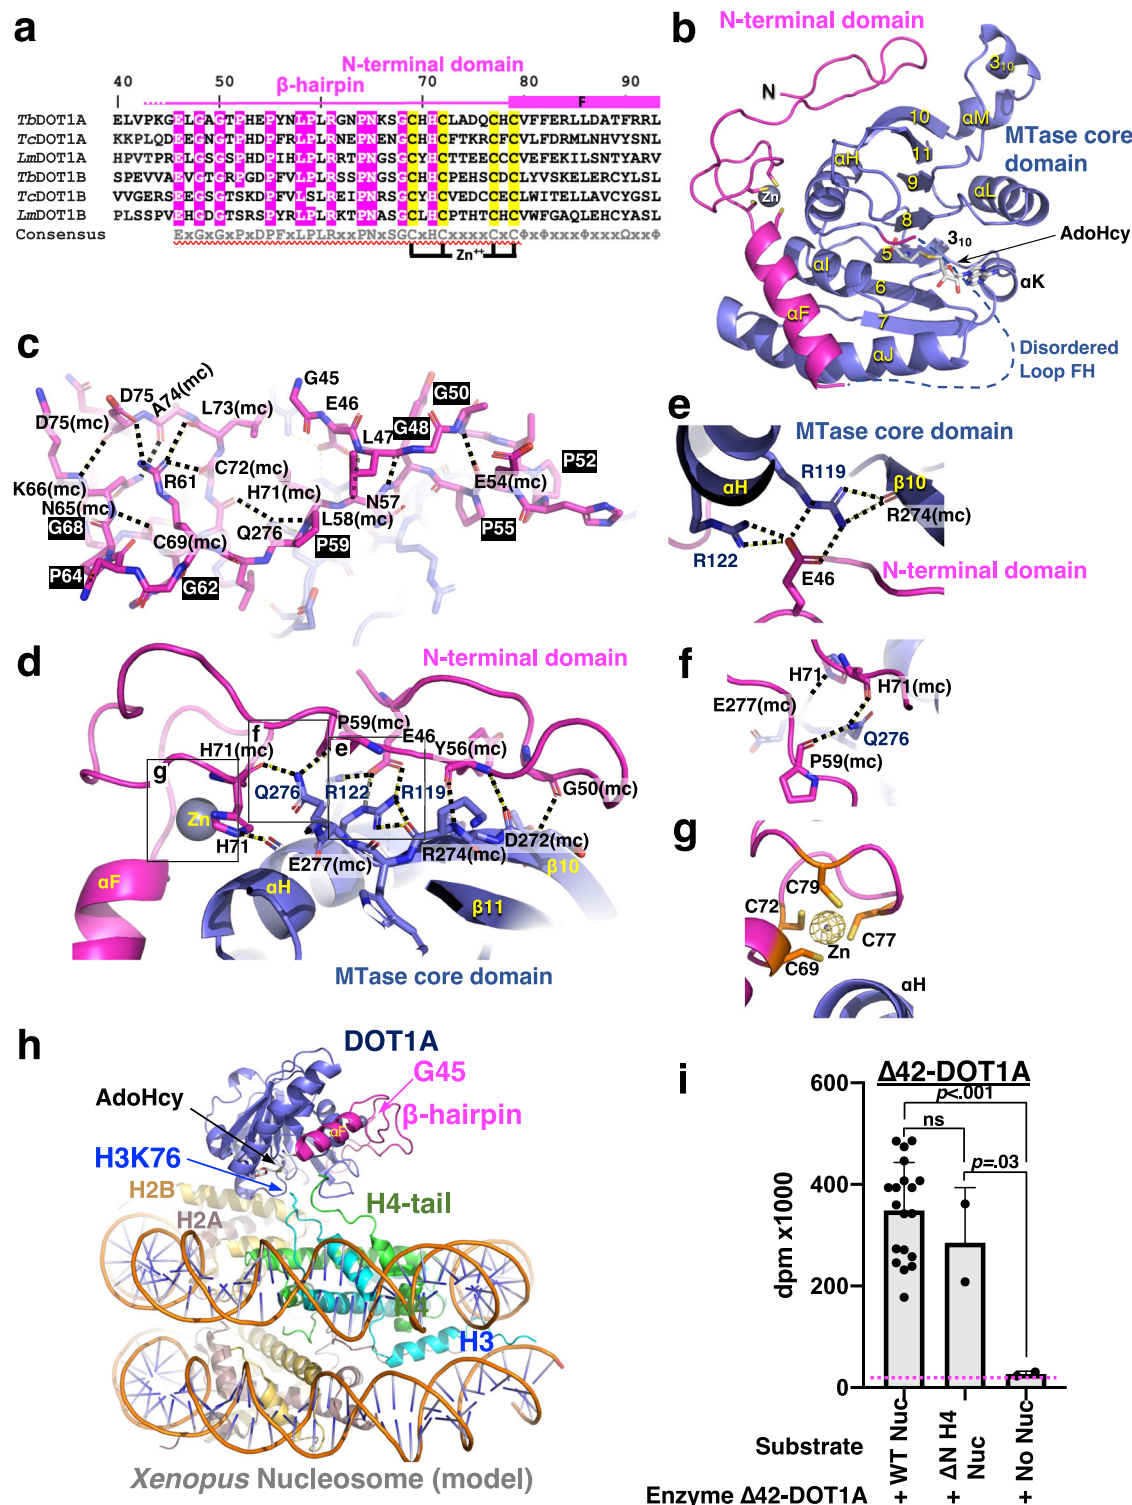 a
N-terminal domain
β-hairpin
40 50 60 70 80 90
F
TbDOT1A ELVPKGELGAGTPHEPYNLPLRGNPNKSGCHHCLADQCHCVFFERLLDATFRRL
TcDOT1A KKPLQDEEGNGTPHDPIYNLPLDRLRNEPNENGCYHCTKRCFCVFERILMNHVYSNL
LmDOT1A HPVTPRELGSGSPHDPIHLPLRRTPNGSGCYHCTTEECCCVEFEKILSNTYARV
TbDOT1B SPEVVAEVGTGRPGDPFVLPLRSSPNGSGCHHCPEHSCDCLYVSKELERCYLSL
TcDOT1B VVGERSEEGSGTSKDPFVLSLREIPNGSGCYHCVEDCCDCLWITELLAVCYGSL
LmDOT1B PLSSPVEHGDGTSRSPYRLPLRKTPNASGCLHCPTHTCHCVWFGAQLEHCYASL
Consensus ExGxGxPxDPFxLPLRxxPNxSGCxHCxxxxCxCΦxΦxxxΦxxxΩxxΦ
Zn++
b
N-terminal domain
N
3₁₀
αM
10
MTase core
domain
αH
11
9
αL
Zn
8
3₁₀
AdoHcy
5
αI
αK
6
αF
7
αJ
Disordered
Loop FH
c
D75
A74(mc)
G45
G50
D75(mc)
L73(mc)
E46
L47
G48
R61
C72(mc)
P52
K66(mc)
H71(mc)
E54(mc)
N65(mc)
N57
G68
Q276
L58(mc)
P55
C69(mc)
P59
P64
G62
e
MTase core domain
R119
αH
β10
R274(mc)
R122
E46
N-terminal domain
d
N-terminal domain
P59(mc)
f
E46
H71(mc)
e
Y56(mc)
g
G50(mc)
Q276
R122
R119
Zn
H71
D272(mc)
E277(mc)
R274(mc)
β10
αF
αH
β11
MTase core domain
f
H71
H71(mc)
E277(mc)
Q276
P59(mc)
g
C79
C72
C77
Zn
C69
αH
h
DOT1A
G45
AdoHcy
β-hairpin
αF
H3K76
H2B
H4-tail
H2A
H3
Xenopus Nucleosome (model)
i
Δ42-DOT1A
600
p<.001
ns
p=.03
400
dpm x1000
200
0
Substrate
WT Nuc
ΔN H4
Nuc
No Nuc
Enzyme Δ42-DOT1A + + +